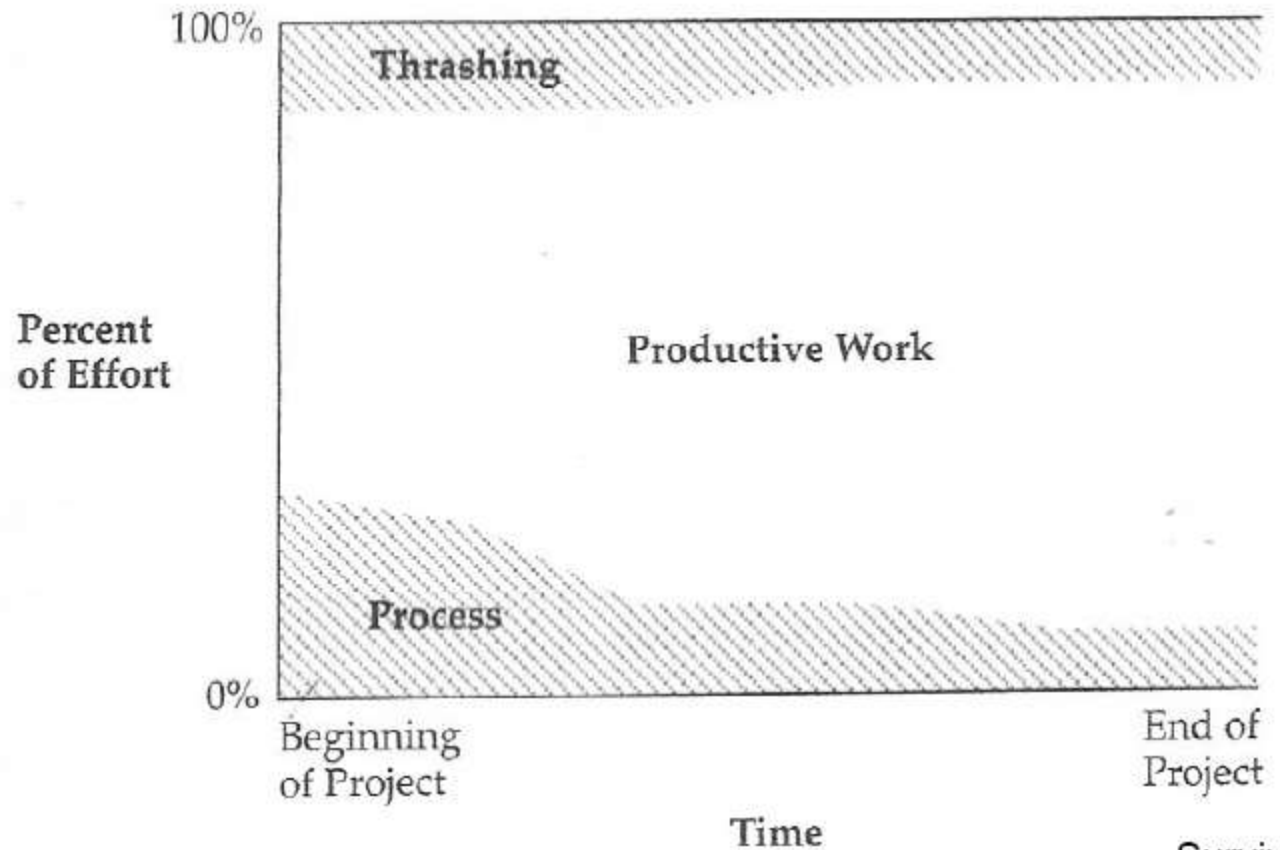 100%
Thrashing
Percent
of Effort
Productive Work
Process
0%
Beginning
of Project
End of
Project
Time